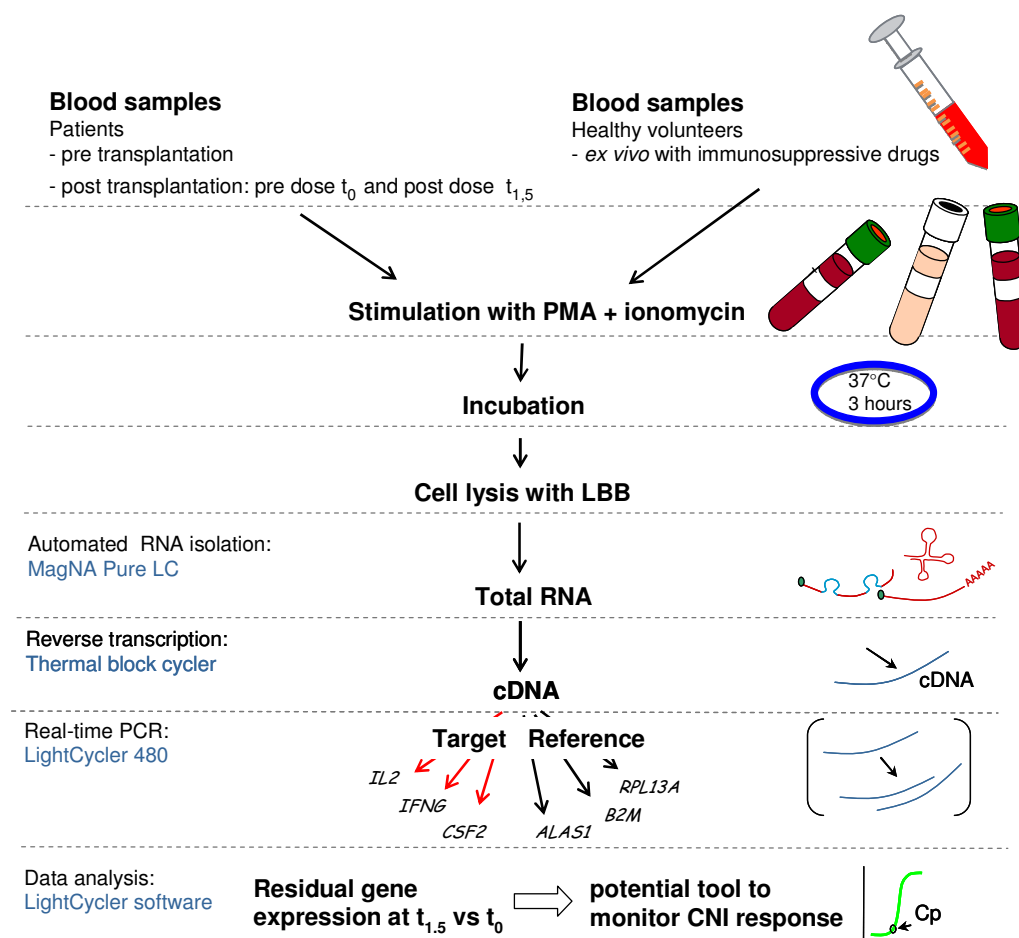 Blood samples
Patients
- pre transplantation
- post transplantation: pre dose t0 and post dose t1,5
Blood samples
Healthy volunteers
- ex vivo with immunosuppressive drugs
Stimulation with PMA + ionomycin
Incubation
37°C
3 hours
Cell lysis with LBB
Automated RNA isolation:
MagNA Pure LC
Total RNA
AAAAA
Reverse transcription:
Thermal block cycler
cDNA
cDNA
Real-time PCR:
LightCycler 480
Target Reference
IL2
IFNG
CSF2
ALAS1
B2M
RPL13A
Data analysis:
LightCycler software
Residual gene
expression at t1.5 vs t0
potential tool to
monitor CNI response
Cp